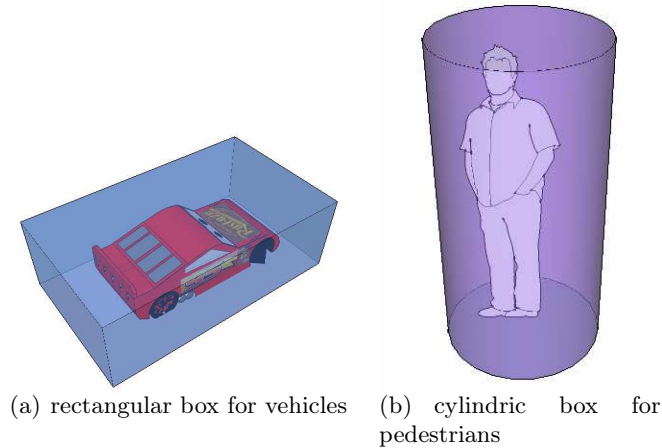 (a) rectangular box for vehicles
(b) cylindric box for
pedestrians